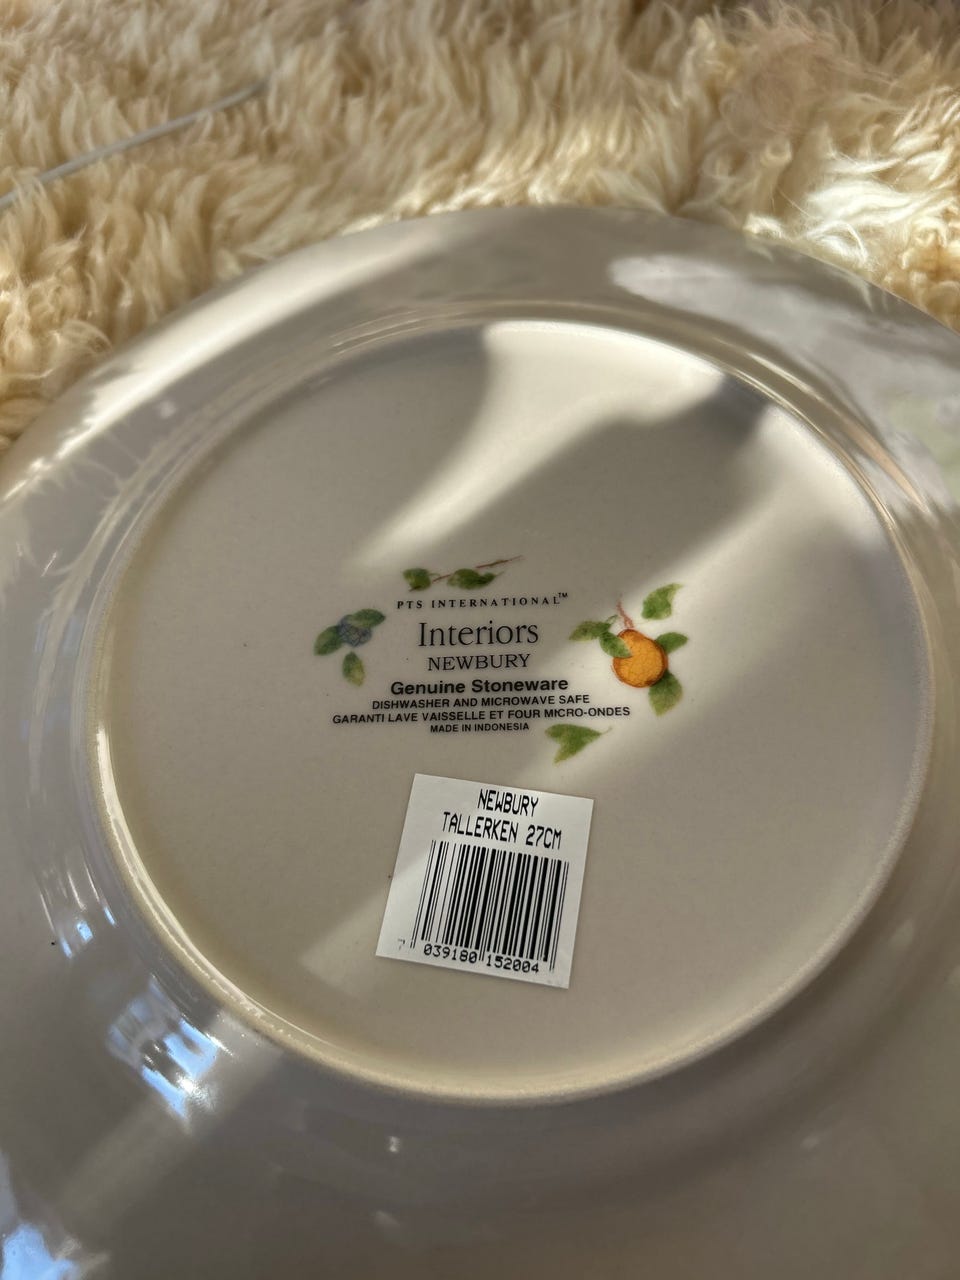 PTS INTERNATIONAL™
Interiors
NEWBURY
Genuine Stoneware
DISHWASHER AND MICROWAVE SAFE
GARANTI LAVE VAISSELLE ET FOUR MICRO-ONDES
MADE IN INDONESIA
NEWBURY
TALLERKEN 27CM
7 039180 152004